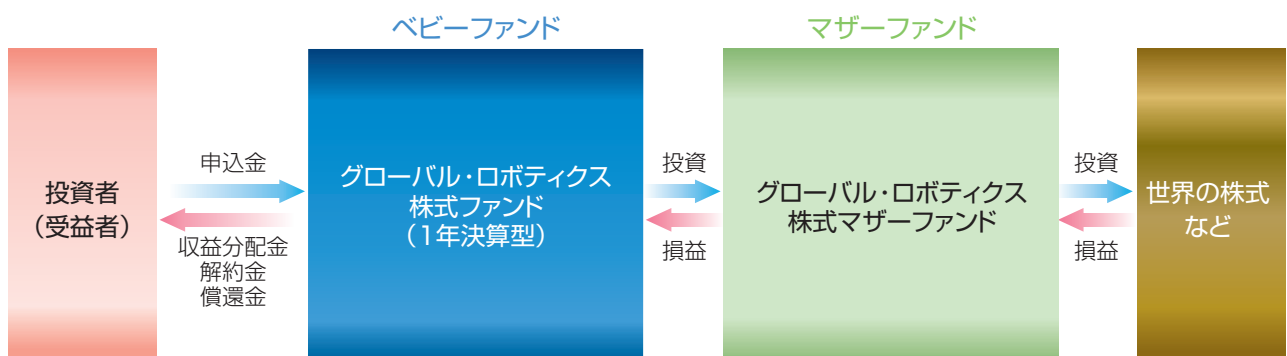 ベビーファンド
マザーファンド
投資者
（受益者）
申込金
収益分配金
解約金
償還金
グローバル・ロボティクス
株式ファンド
（1年決算型）
投資
損益
グローバル・ロボティクス
株式マザーファンド
投資
損益
世界の株式
など